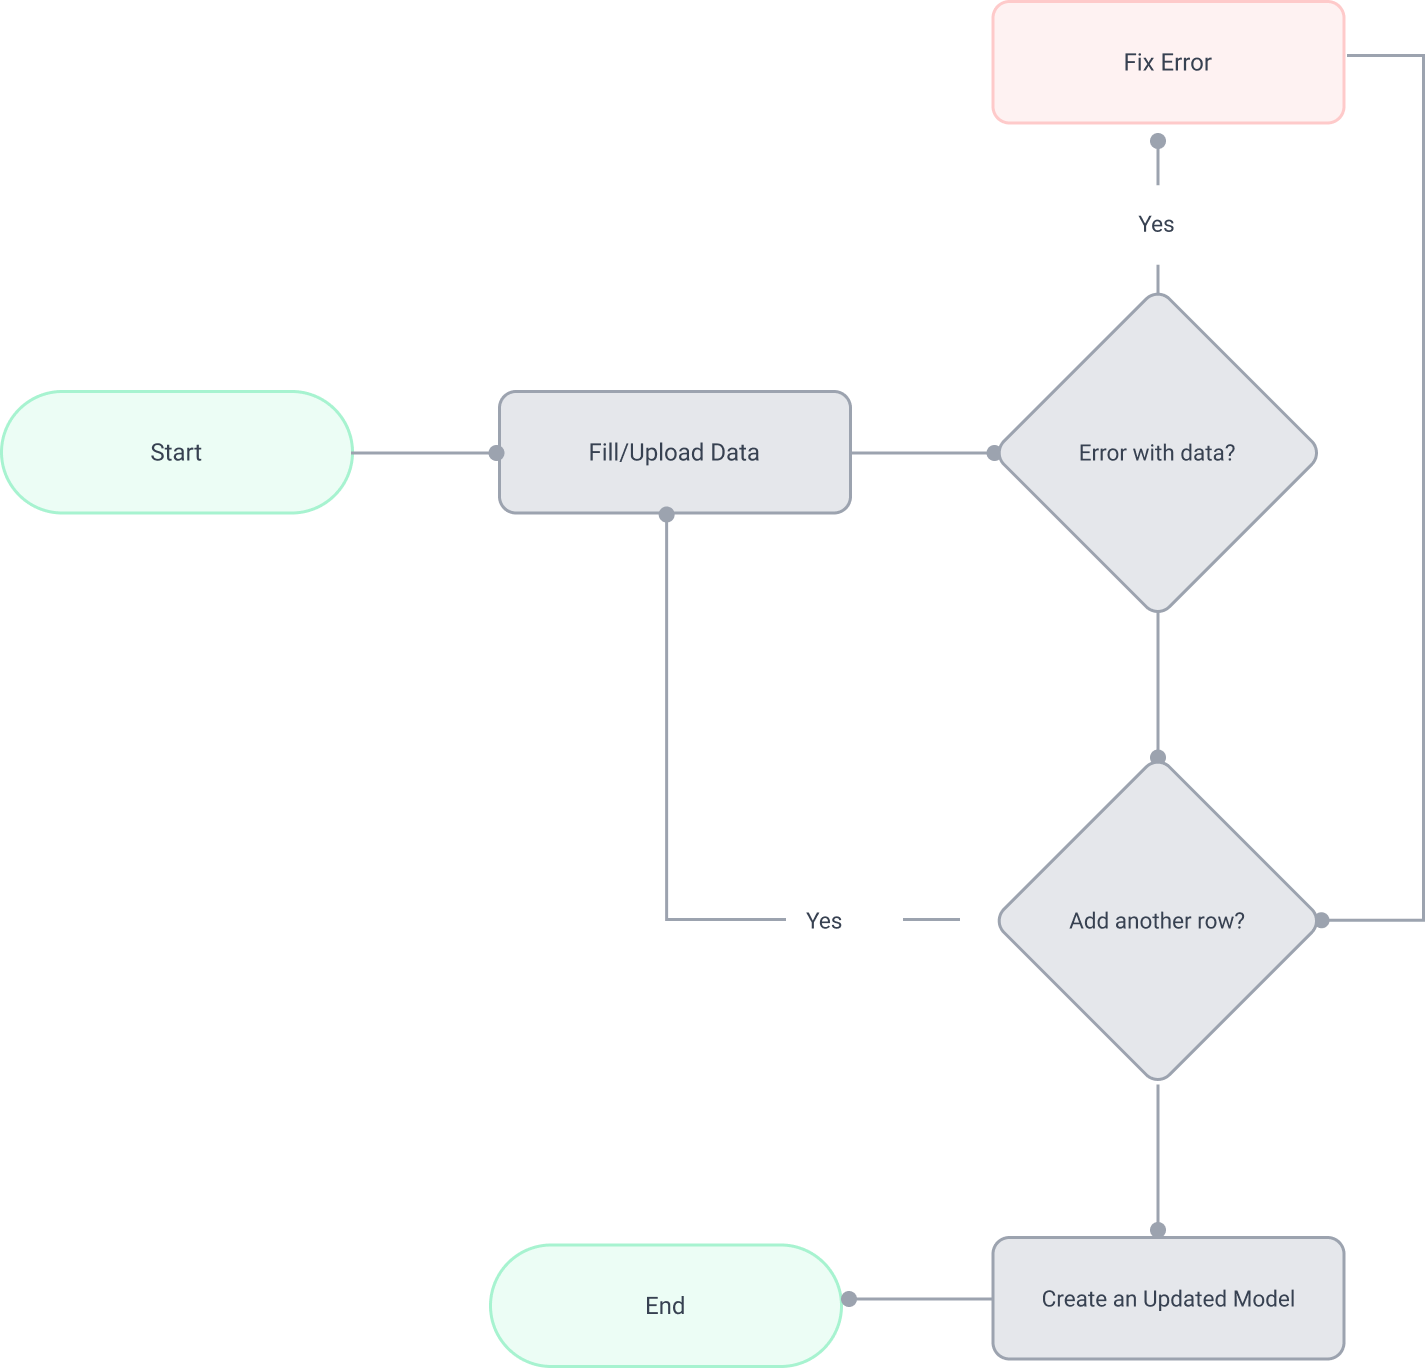 Fix Error
Yes
Start
Fill/Upload Data
Error with data?
Yes
Add another row?
Create an Updated Model
End